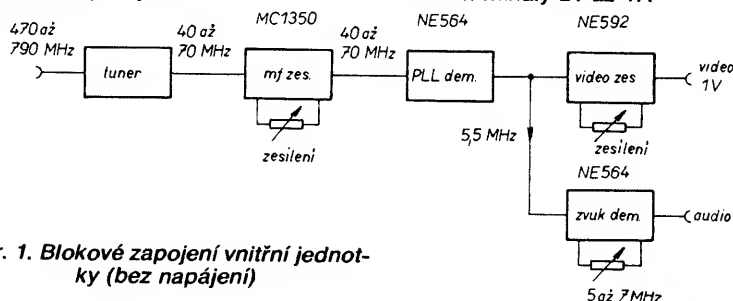 470 až
790 MHz
tuner
40 až
70 MHz
MC1350
mf zes.
zesílení
40 až
70 MHz
NE564
PLL dem.
5,5 MHz
NE592
video zes
zesílení
video
1V
NE564
zvuk dem.
audio
5 až 7 MHz
r. 1. Blokové zapojení vnitřní jednot-
ky (bez napájení)